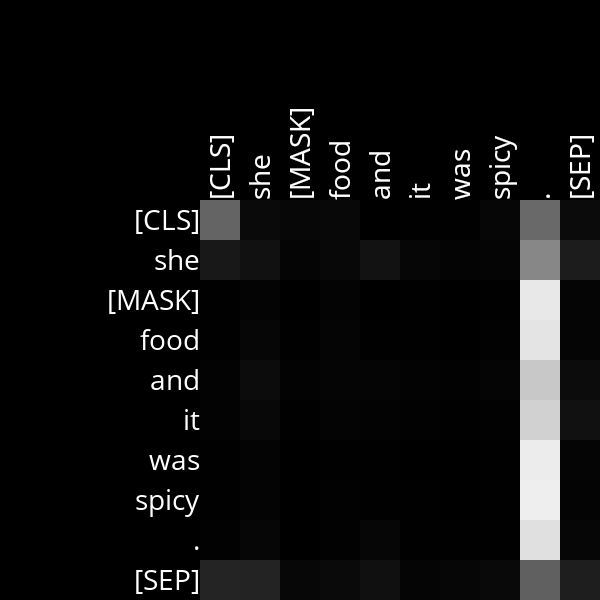 [CLS] she [MASK] food and it was spicy . [SEP]
[CLS]
she
[MASK]
food
and
it
was
spicy
.
[SEP]